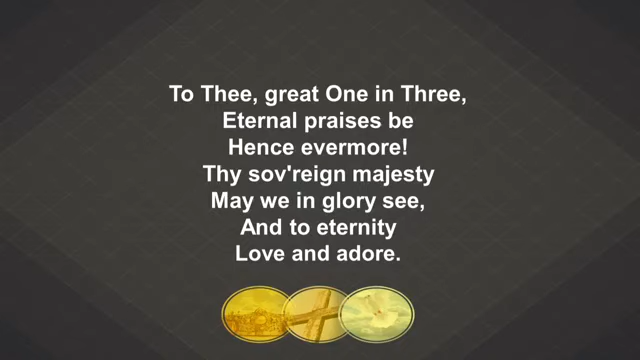 To Thee, great One in Three,
Eternal praises be
Hence evermore!
Thy sov'reign majesty
May we in glory see,
And to eternity
Love and adore.